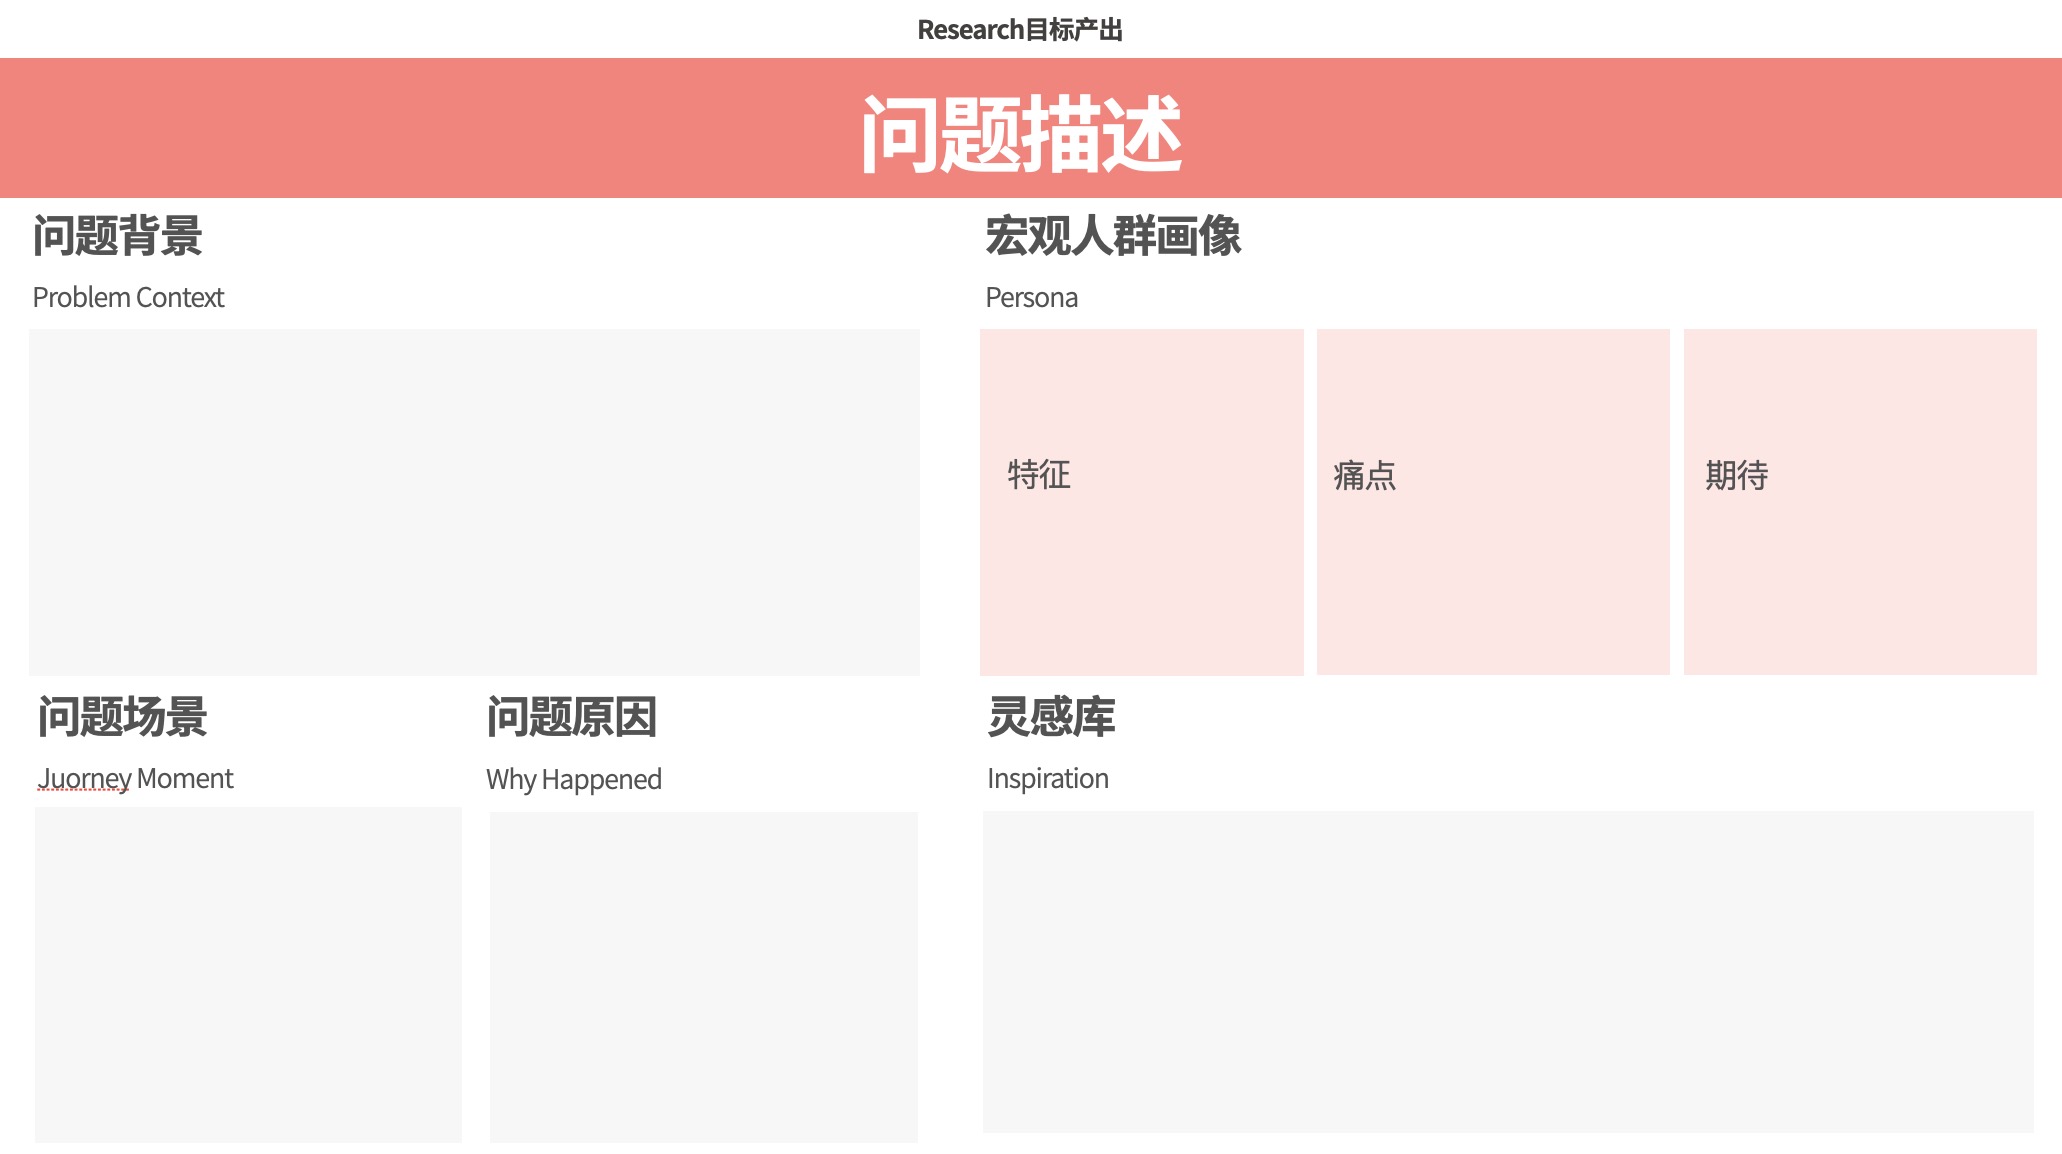 Research目标产出
问题描述
问题背景
Problem Context
宏观人群画像
Persona
特征
痛点
期待
问题场景
Juorney Moment
问题原因
Why Happened
灵感库
Inspiration